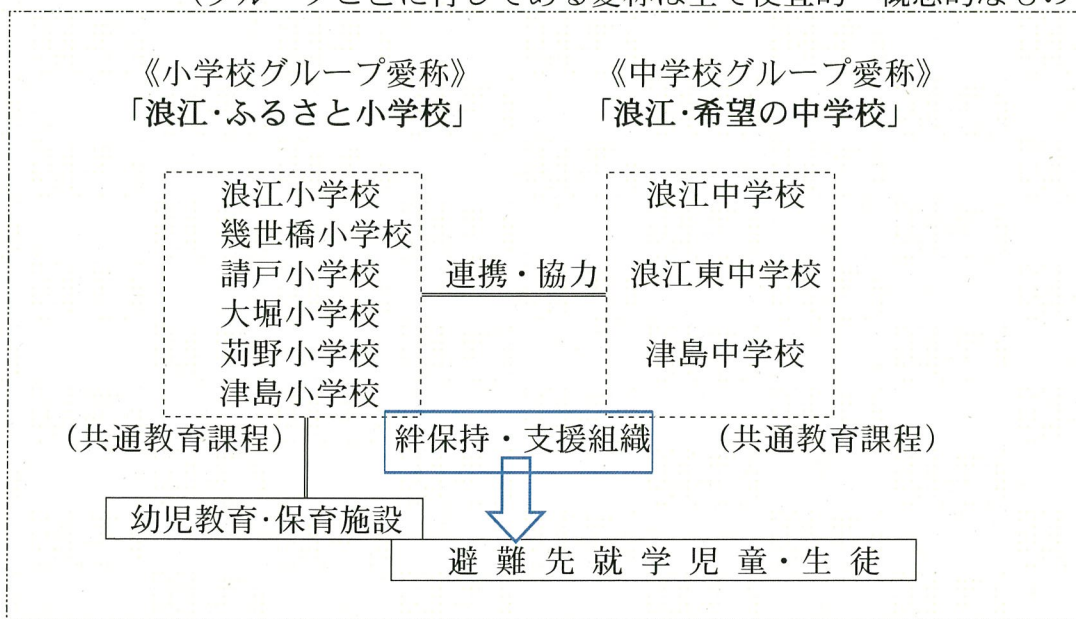 《小学校グループ愛称》
「浪江・ふるさと小学校」
《中学校グループ愛称》
「浪江・希望の中学校」
浪江小学校
幾世橋小学校
請戸小学校
大堀小学校
苅野小学校
津島小学校
連携・協力
浪江中学校
浪江東中学校
津島中学校
(共通教育課程)
絆保持・支援組織
(共通教育課程)
幼児教育・保育施設
避難先就学児童・生徒